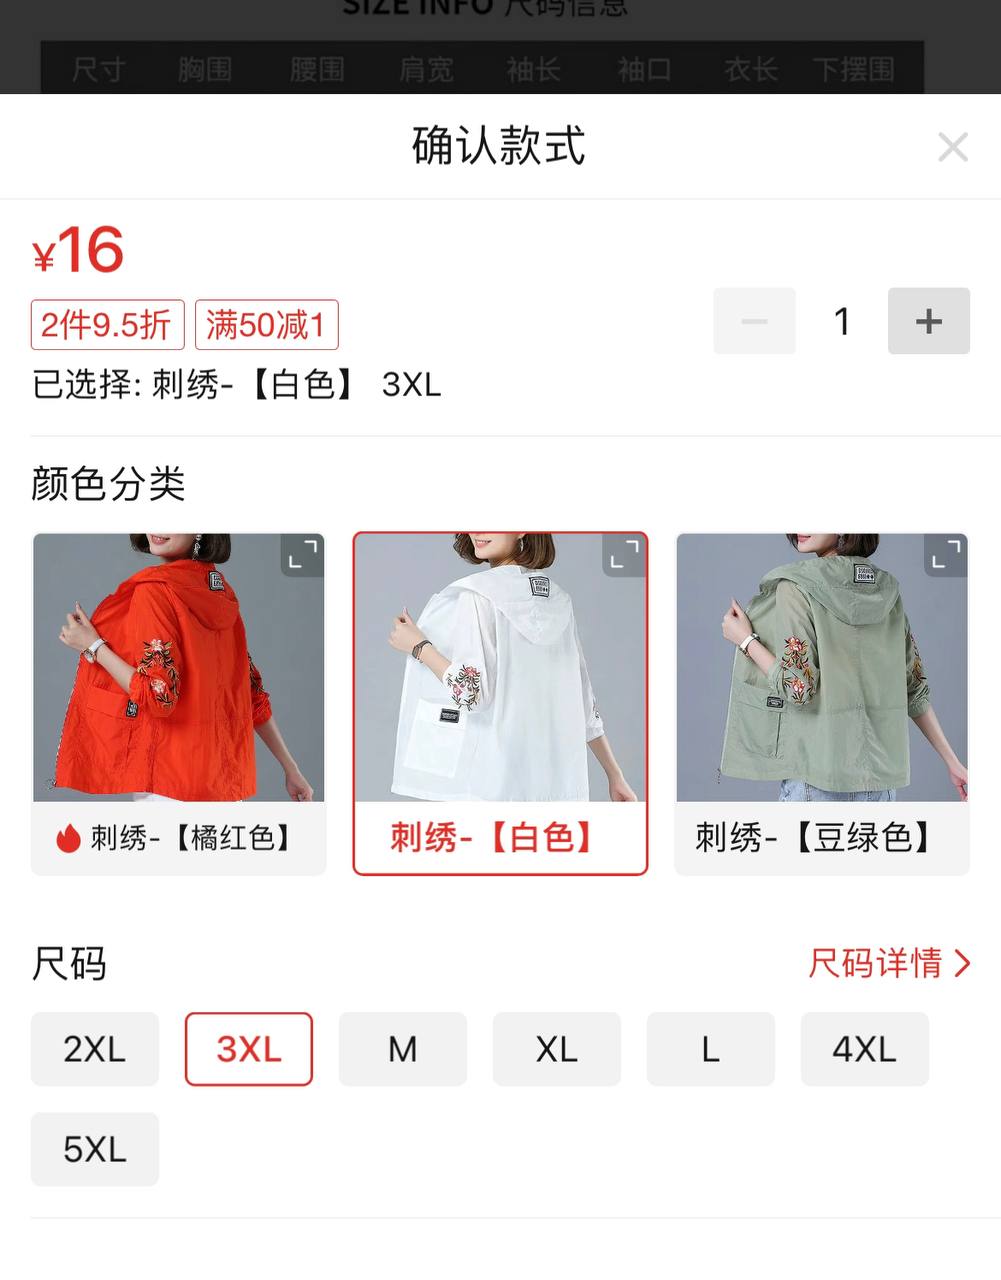 SIZE INFO 尺码信息
尺寸 胸围 腰围 肩宽 袖长 袖口 衣长 下摆围
确认款式
¥16
2件9.5折 满50减1
1
已选择: 刺绣-【白色】 3XL
颜色分类
刺绣-【橘红色】 刺绣-【白色】 刺绣-【豆绿色】
尺码 尺码详情
2XL 3XL M XL L 4XL
5XL